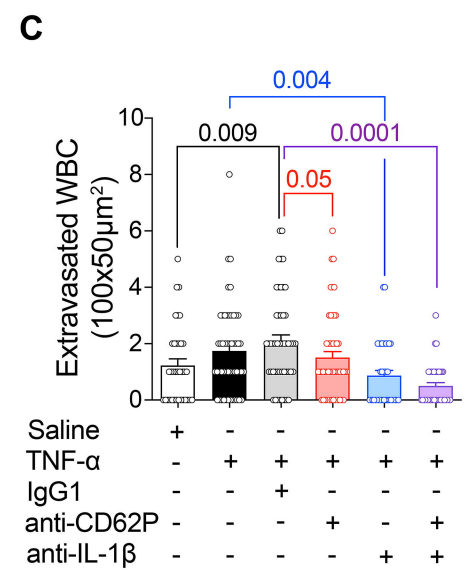 C
0.004
10
0.009
0.0001
8
0.05
6
4
2
0
Extravasated WBC
(100x50μm²)
Saline + - - - - -
TNF-α - + + + + +
IgG1 - - + - - -
anti-CD62P - - - + - +
anti-IL-1β - - - - + +